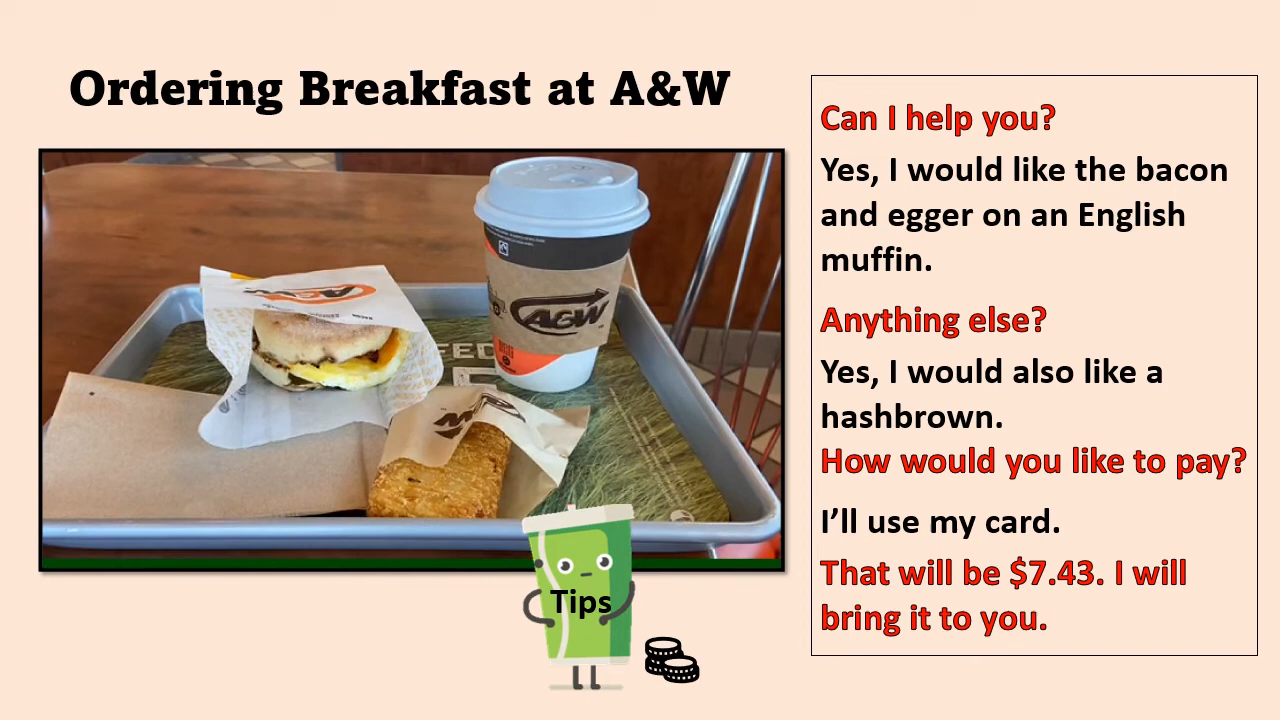 Ordering Breakfast at A&W
Can I help you?
Yes, I would like the bacon
and egger on an English
muffin.
Anything else?
Yes, I would also like a
hashbrown.
How would you like to pay?
I’ll use my card.
That will be $7.43. I will
bring it to you.
A&W
A&W
FED
Tips